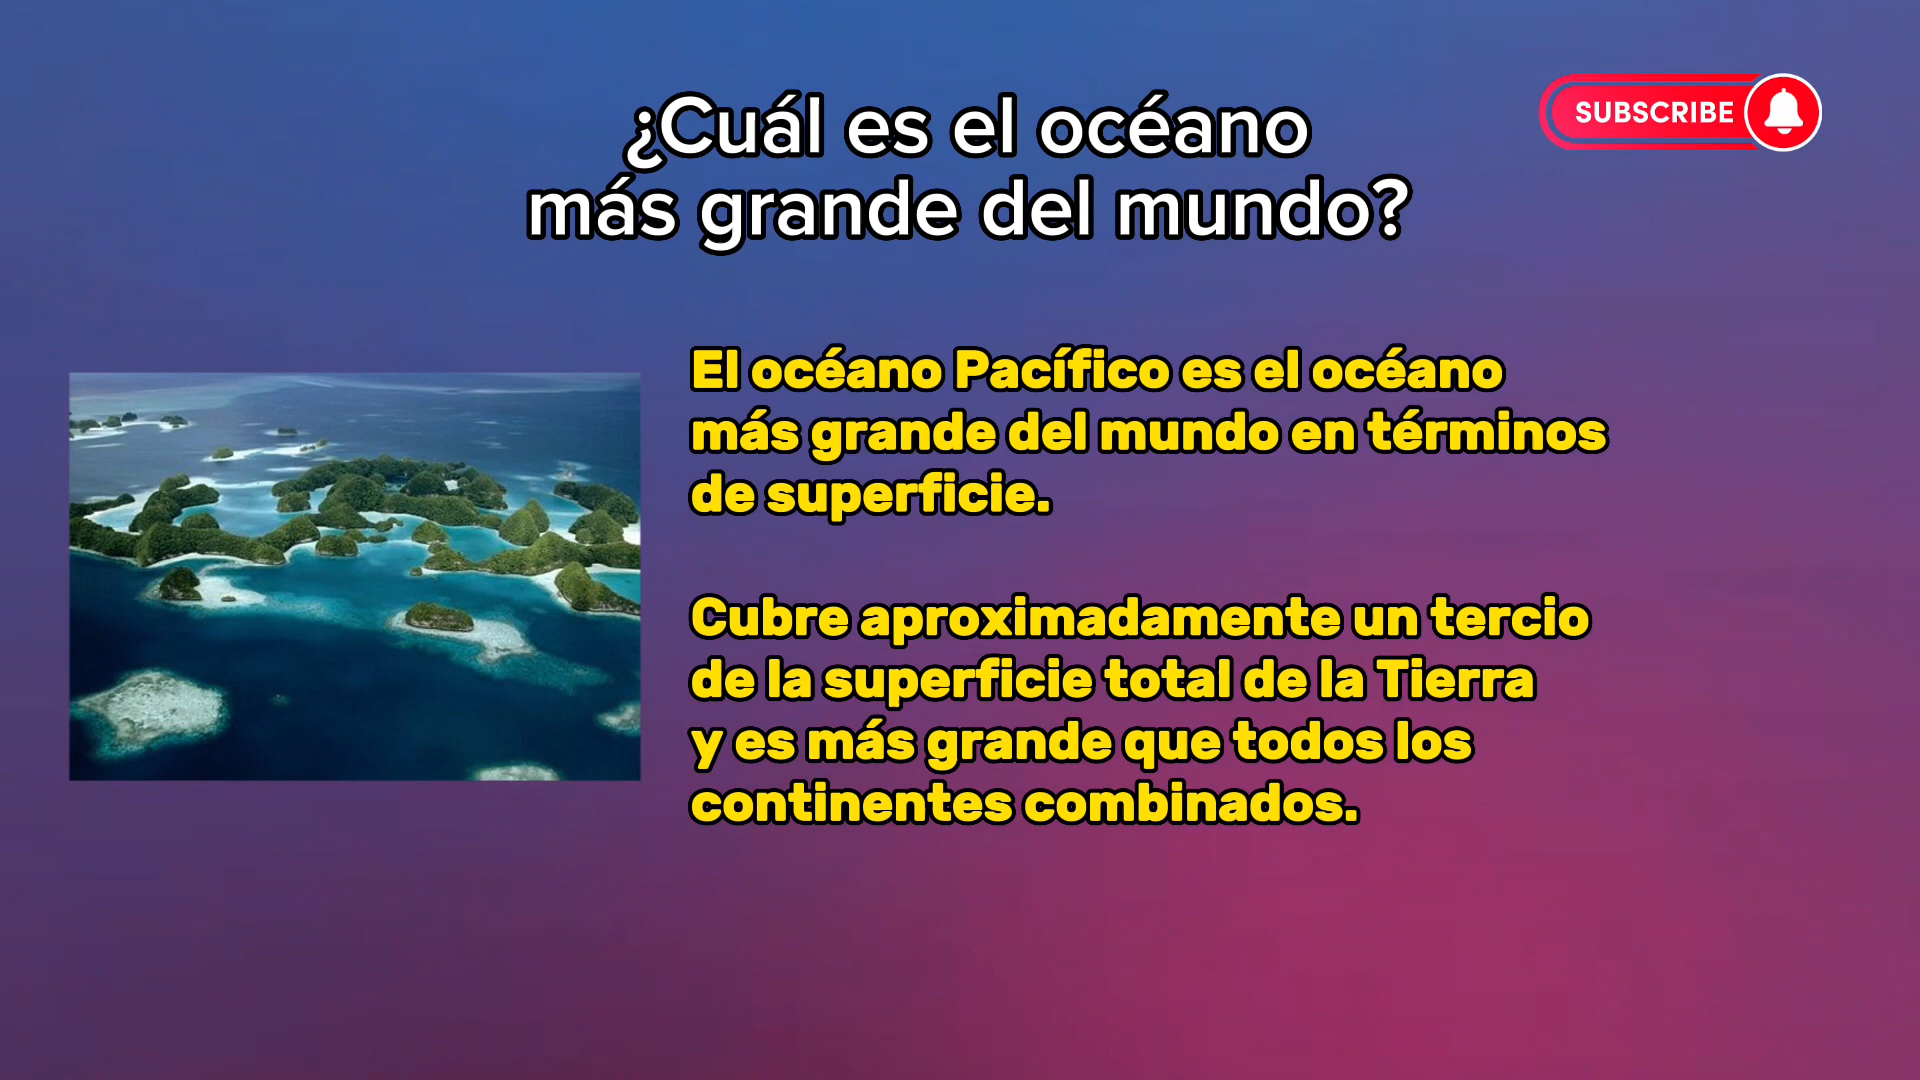 ¿Cuál es el océano
más grande del mundo?
SUBSCRIBE
El océano Pacífico es el océano
más grande del mundo en términos
de superficie.
Cubre aproximadamente un tercio
de la superficie total de la Tierra
y es más grande que todos los
continentes combinados.